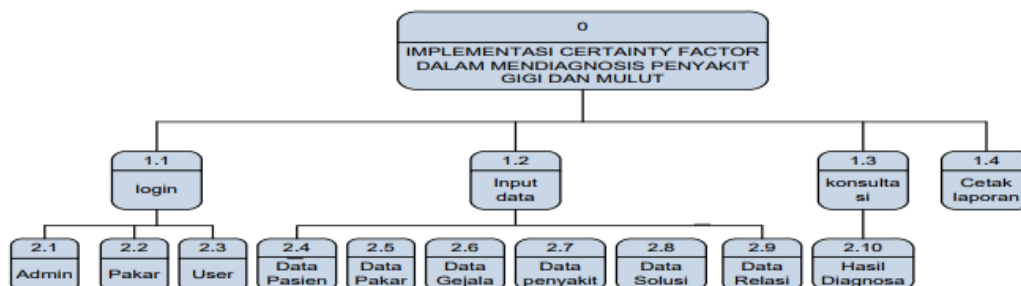 0
IMPLEMENTASI CERTAINTY FACTOR
DALAM MENDIAGNOSIS PENYAKIT
GIGI DAN MULUT
1.1
login
1.2
Input
data
1.3
konsulta
si
1.4
Cetak
laporan
2.1
Admin
2.2
Pakar
2.3
User
2.4
Data
Pasien
2.5
Data
Pakar
2.6
Data
Gejala
2.7
Data
penyakit
2.8
Data
Solusi
2.9
Data
Relasi
2.10
Hasil
Diagnosa